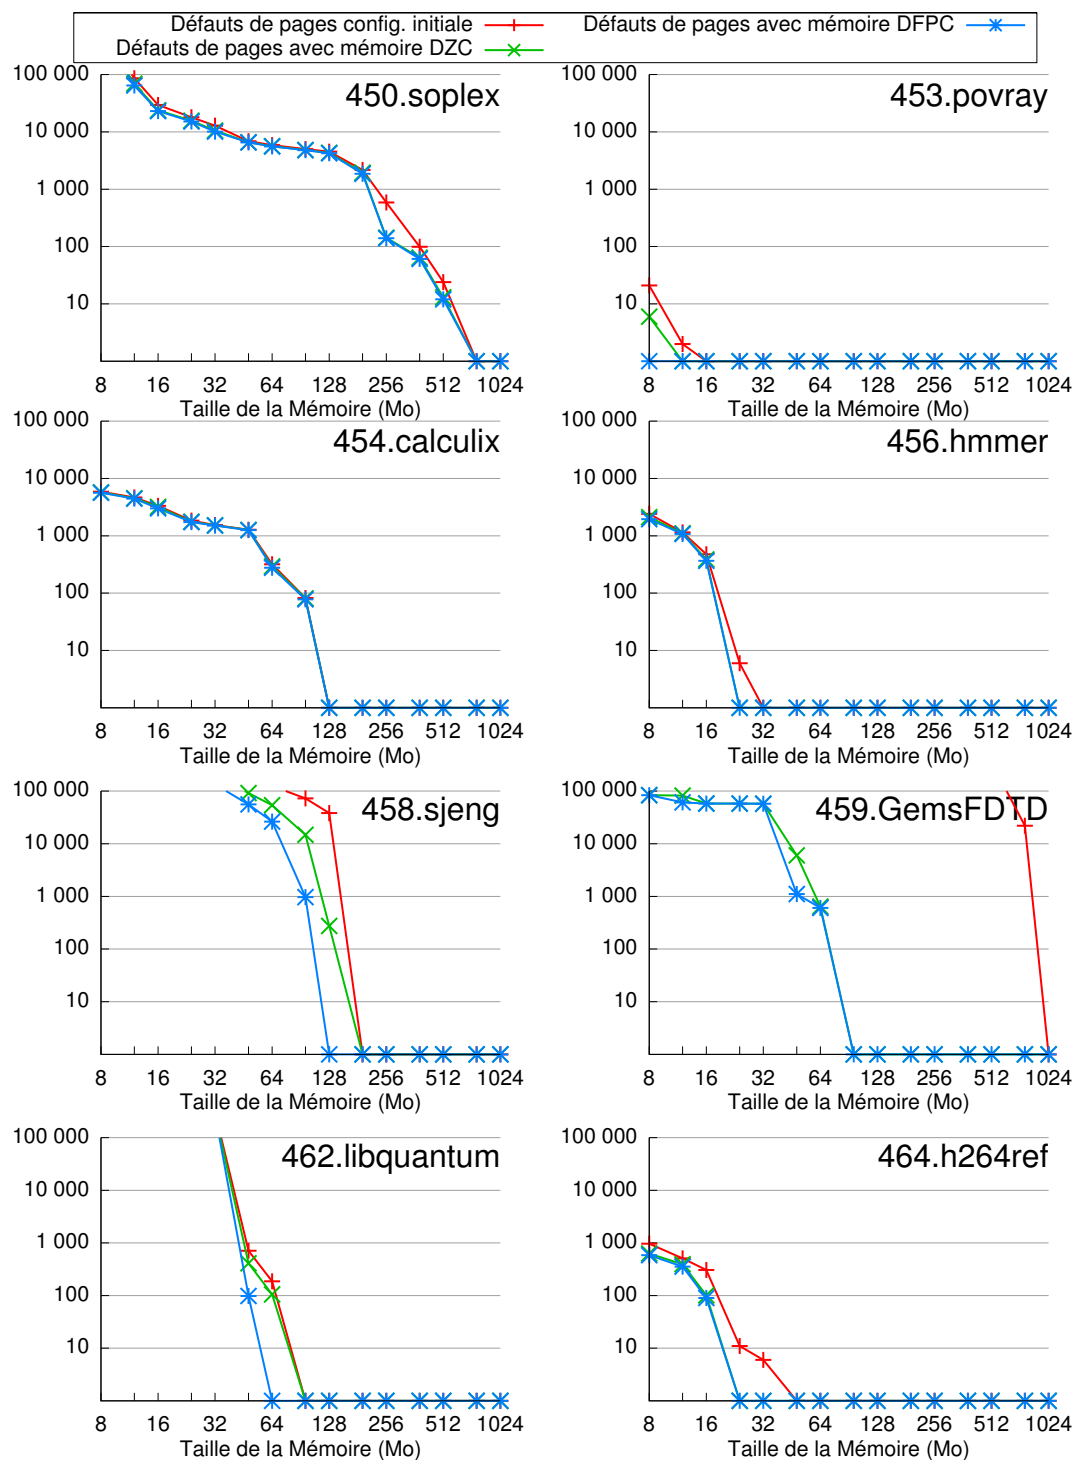 Défauts de pages config. initiale
Défauts de pages avec mémoire DZC
Défauts de pages avec mémoire DFPC
450.soplex
100 000
10 000
1 000
100
10
8 16 32 64 128 256 512 1024
Taille de la Mémoire (Mo)
453.povray
100 000
10 000
1 000
100
10
8 16 32 64 128 256 512 1024
Taille de la Mémoire (Mo)
454.calculix
100 000
10 000
1 000
100
10
8 16 32 64 128 256 512 1024
Taille de la Mémoire (Mo)
456.hmmer
100 000
10 000
1 000
100
10
8 16 32 64 128 256 512 1024
Taille de la Mémoire (Mo)
458.sjeng
100 000
10 000
1 000
100
10
8 16 32 64 128 256 512 1024
Taille de la Mémoire (Mo)
459.GemsFDTD
100 000
10 000
1 000
100
10
8 16 32 64 128 256 512 1024
Taille de la Mémoire (Mo)
462.libquantum
100 000
10 000
1 000
100
10
8 16 32 64 128 256 512 1024
Taille de la Mémoire (Mo)
464.h264ref
100 000
10 000
1 000
100
10
8 16 32 64 128 256 512 1024
Taille de la Mémoire (Mo)